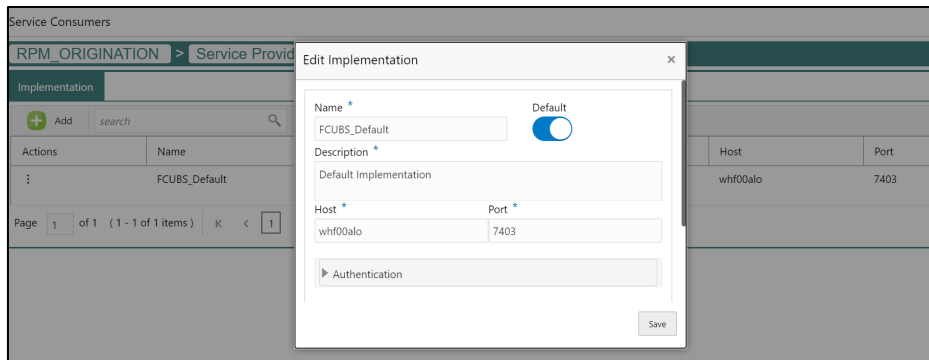 Service Consumers
RPM_ORIGINATION > Service Provid
Edit Implementation ×
Implementation
Name * Default
FCUBS_Default
Add search
Description *
Actions Name Host Port
Default Implementation
FCUBS_Default whf00alo 7403
Host * Port *
Page 1 of 1 (1 - 1 of 1 items) K < 1
whf00alo 7403
Authentication
Save